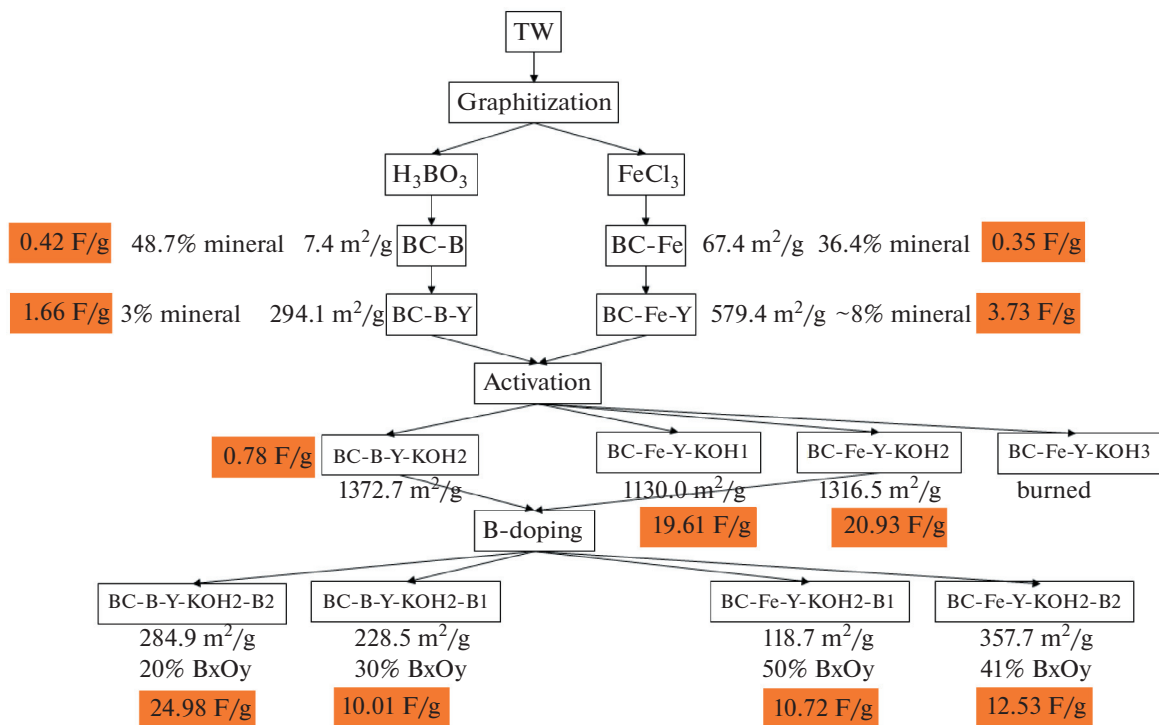 TW
Graphitization
H₃BO₃ FeCl₃
0.42 F/g 48.7% mineral 7.4 m²/g BC-B BC-Fe 67.4 m²/g 36.4% mineral 0.35 F/g
1.66 F/g 3% mineral 294.1 m²/g BC-B-Y BC-Fe-Y 579.4 m²/g ~8% mineral 3.73 F/g
Activation
0.78 F/g BC-B-Y-KOH2 BC-Fe-Y-KOH1 BC-Fe-Y-KOH2 BC-Fe-Y-KOH3
1372.7 m²/g 1130.0 m²/g 1316.5 m²/g burned
B-doping 19.61 F/g 20.93 F/g
BC-B-Y-KOH2-B2 BC-B-Y-KOH2-B1 BC-Fe-Y-KOH2-B1 BC-Fe-Y-KOH2-B2
284.9 m²/g 228.5 m²/g 118.7 m²/g 357.7 m²/g
20% BxOy 30% BxOy 50% BxOy 41% BxOy
24.98 F/g 10.01 F/g 10.72 F/g 12.53 F/g